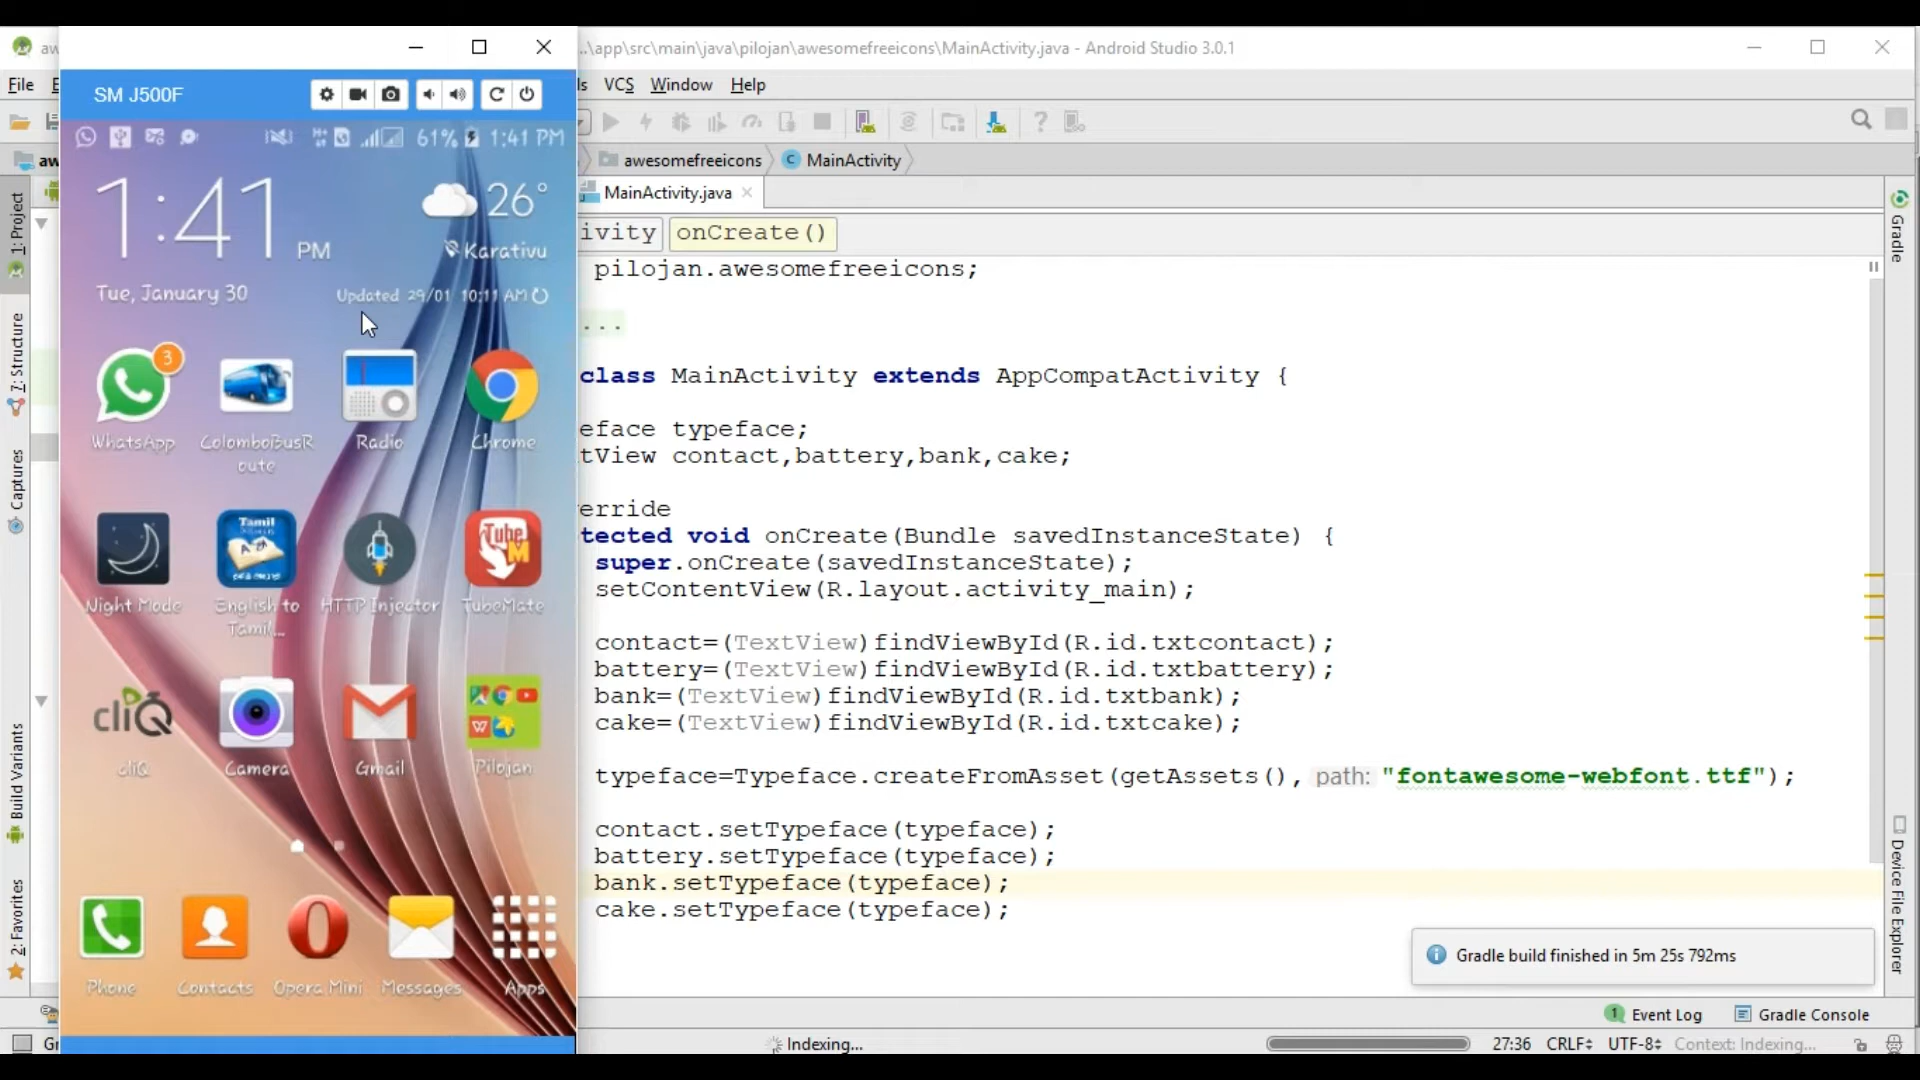 aw
..\app\src\main\java\pilojan\awesomefreeicons\MainActivity.java - Android Studio 3.0.1
File
VCS Window Help
SM J500F
61% 1:41 PM
aw
awesomefreeicons
MainActivity
MainActivity.java
ivity
onCreate()
1:41 PM
26°
Karativu
Tue, January 30
Updated 29/01 10:11 AM
3
WhatsApp
ColomboBusR
oute
Radio
Chrome
Night Mode
Tamil
English to
Tamil...
HTTP Injector
Tube
M
TubeMate
cliQ
cliQ
Camera
Gmail
Pilojan
Phone
Contacts
Opera Mini
Messages
Apps
1: Project
7: Structure
Captures
Build Variants
2: Favorites
pilojan.awesomefreeicons;
...
class MainActivity extends AppCompatActivity {
eface typeface;
tView contact,battery,bank,cake;
erride
tected void onCreate(Bundle savedInstanceState) {
super.onCreate(savedInstanceState);
setContentView(R.layout.activity_main);
contact=(TextView)findViewById(R.id.txtcontact);
battery=(TextView)findViewById(R.id.txtbattery);
bank=(TextView)findViewById(R.id.txtbank);
cake=(TextView)findViewById(R.id.txtcake);
typeface=Typeface.createFromAsset(getAssets(), path: "fontawesome-webfont.ttf");
contact.setTypeface(typeface);
battery.setTypeface(typeface);
bank.setTypeface(typeface);
cake.setTypeface(typeface);
Gradle
Device File Explorer
Gradle build finished in 5m 25s 792ms
1 Event Log
Gradle Console
Gr
Indexing...
27:36 CRLF UTF-8 Context: Indexing...